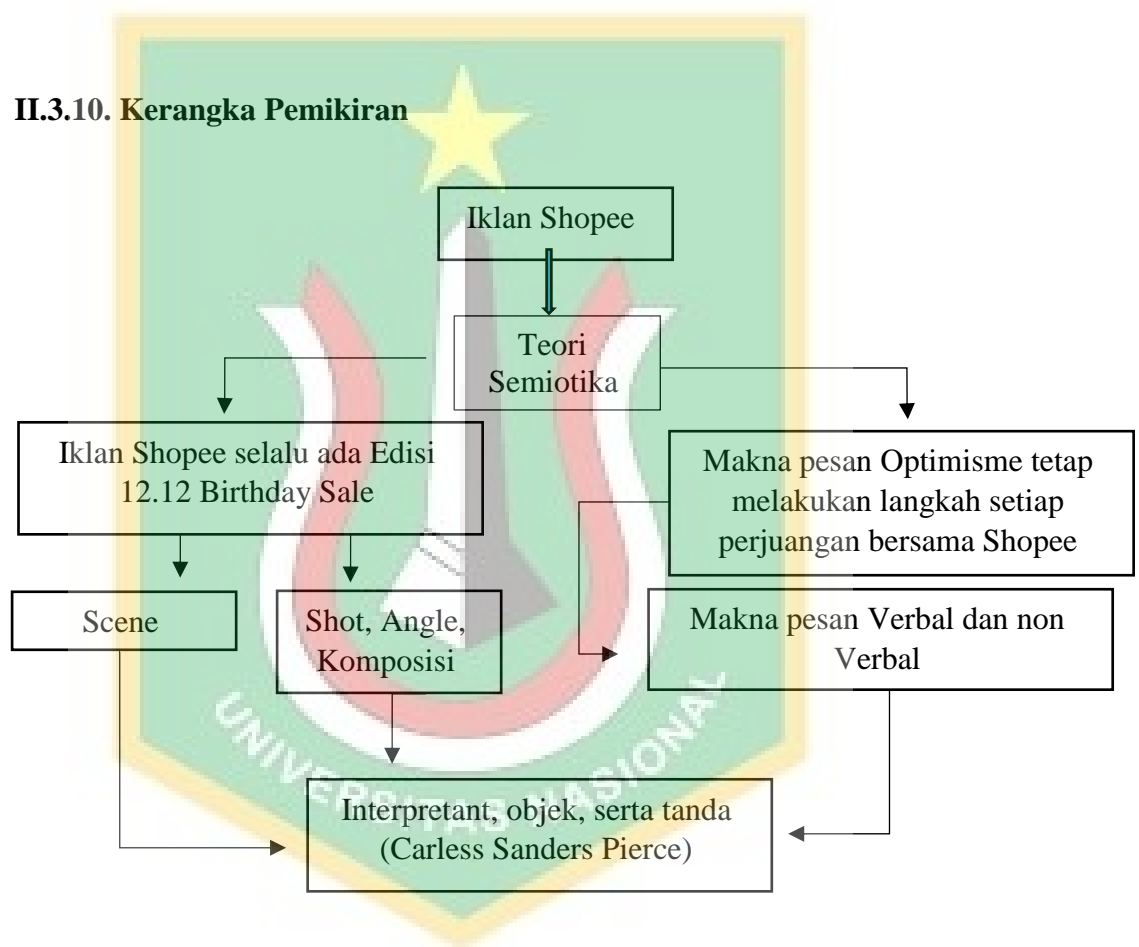 II.3.10. Kerangka Pemikiran
Iklan Shopee
Teori
Semiotika
Iklan Shopee selalu ada Edisi
12.12 Birthday Sale
Makna pesan Optimisme tetap
melakukan langkah setiap
perjuangan bersama Shopee
Scene
Shot, Angle,
Komposisi
Makna pesan Verbal dan non
Verbal
Interpretant, objek, serta tanda
(Carless Sanders Pierce)
UNIVERSITAS NASIONAL